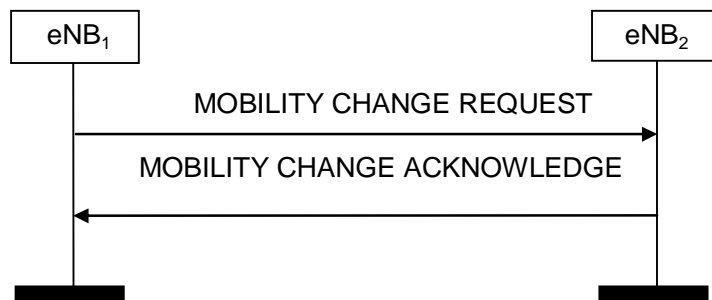 eNB₁ eNB₂
MOBILITY CHANGE REQUEST
MOBILITY CHANGE ACKNOWLEDGE